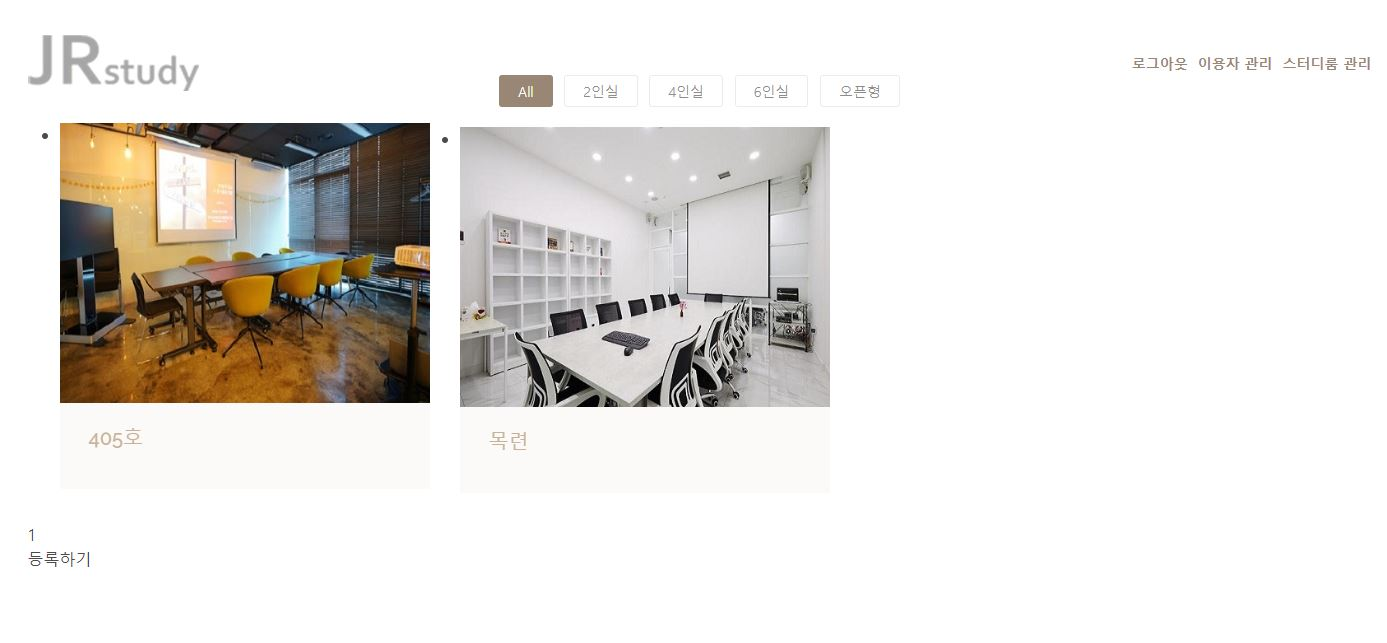 JRstudy
로그아웃 이용자 관리 스터디룸 관리
All 2인실 4인실 6인실 오픈형
405호
목련
1
등록하기